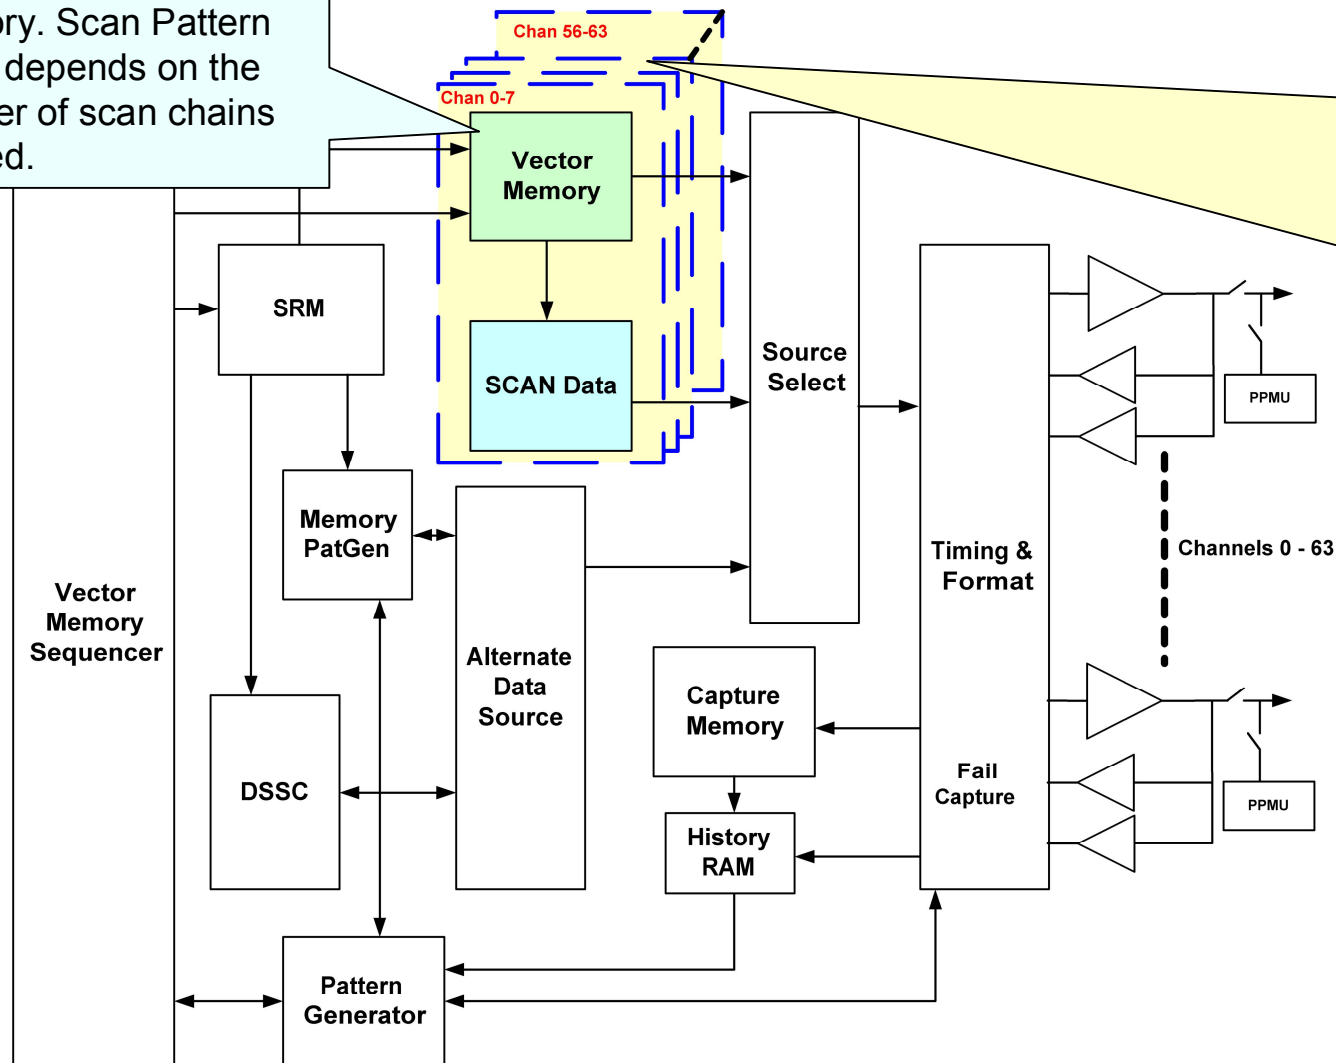 ory. Scan Pattern
depends on the
er of scan chains
ed.
Chan 56-63
Chan 0-7
Vector
Memory
SRM
SCAN Data
Source
Select
PPMU
Memory
PatGen
Timing &
Format
Channels 0 - 63
Vector
Memory
Sequencer
Alternate
Data
Source
Capture
Memory
DSSC
Fail
Capture
PPMU
History
RAM
Pattern
Generator